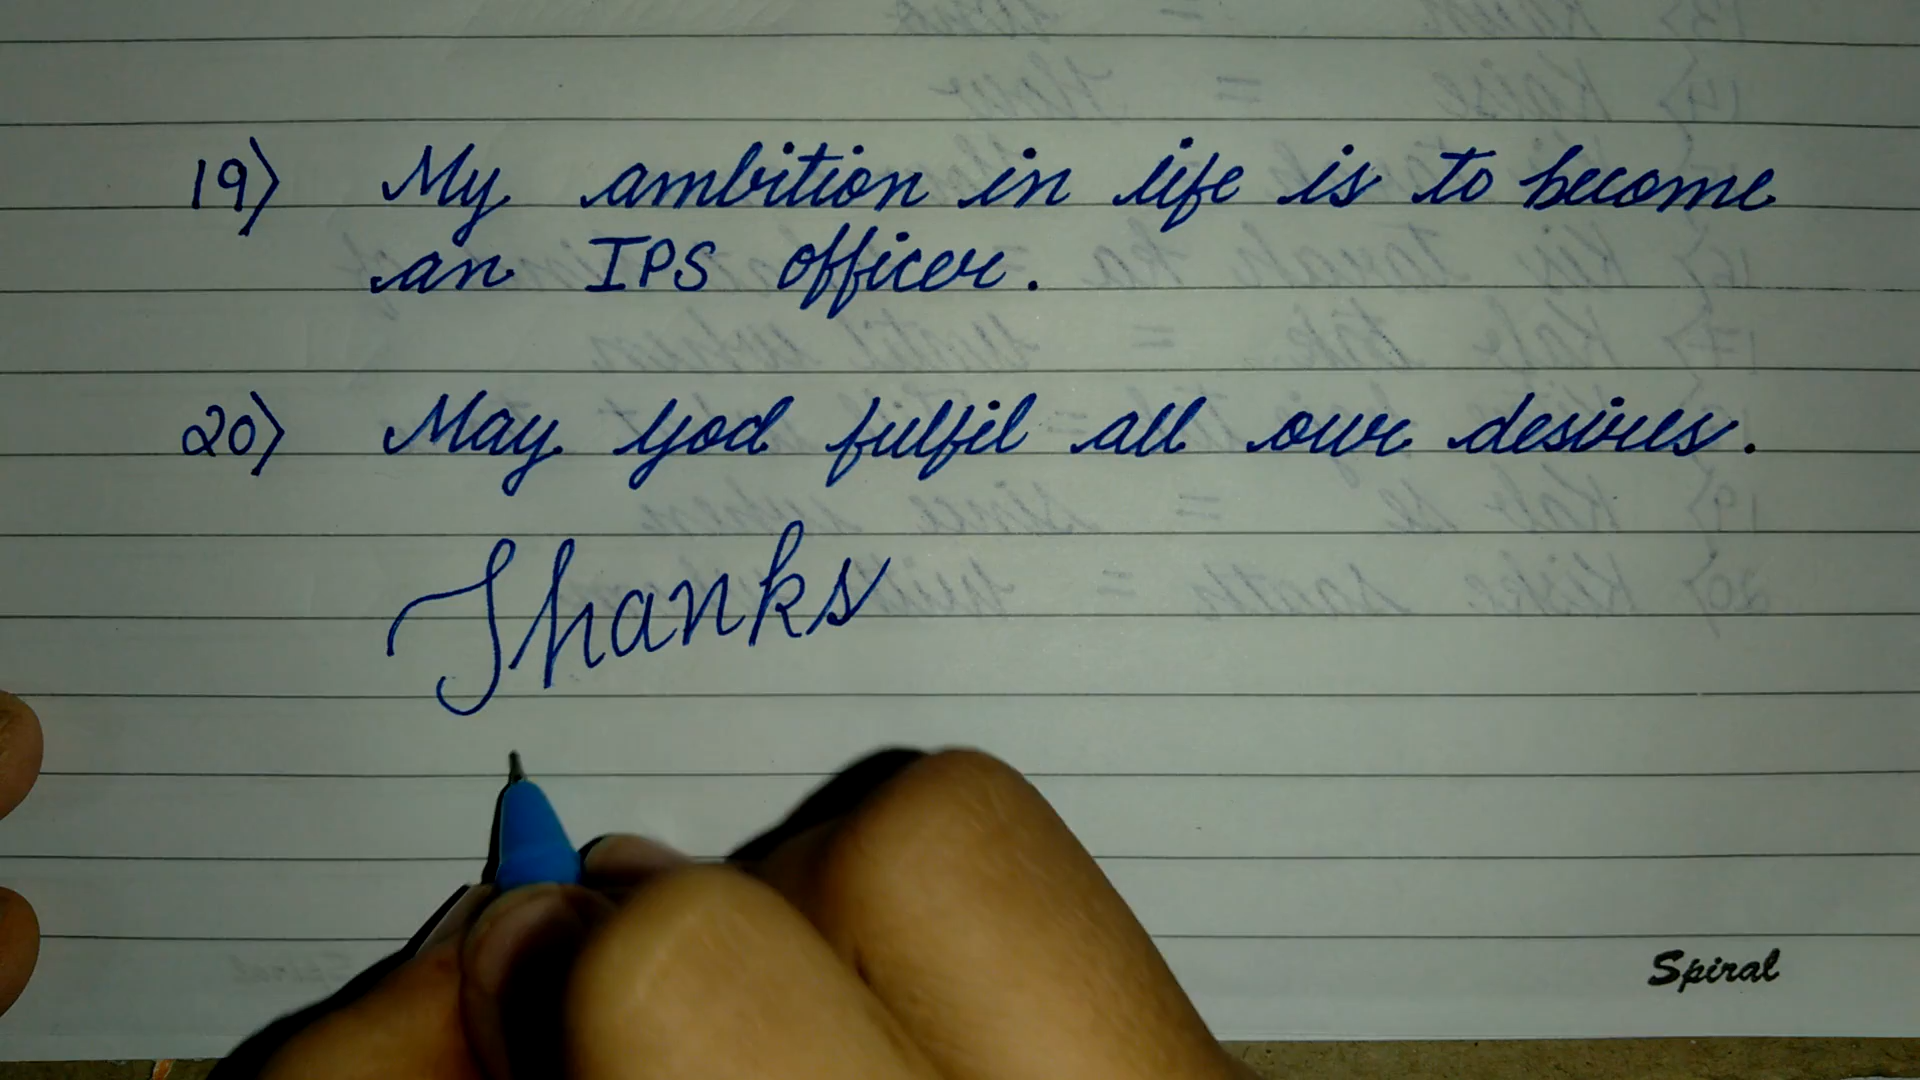 19) My ambition in life is to become
an IPS officer.
20) May God fulfil all our desires.
Thanks
Spiral